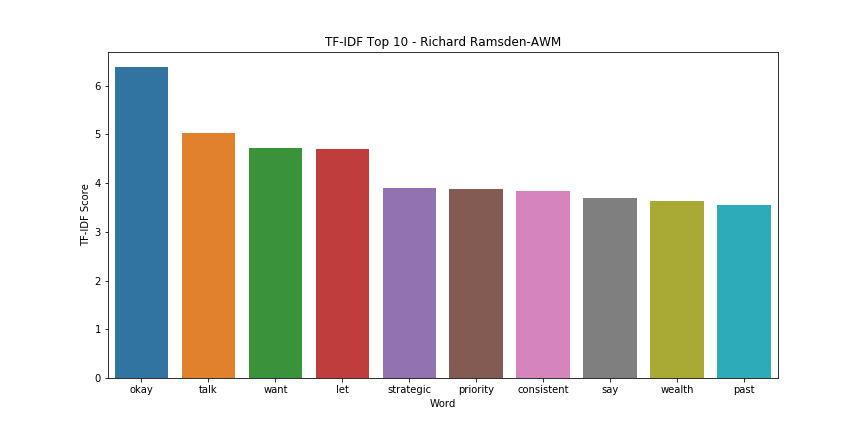 TF-IDF Top 10 - Richard Ramsden-AWM
TF-IDF Score
6
5
4
3
2
1
0
okay talk want let strategic priority consistent say wealth past
Word